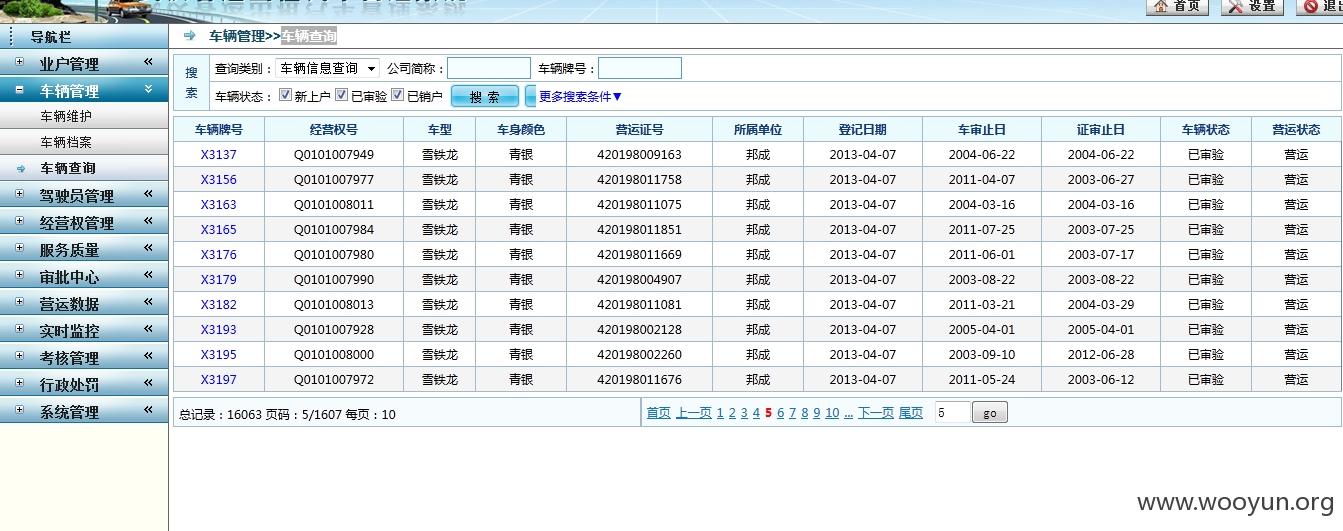 首页 设置 退出
导航栏
车辆管理>>车辆查询
业户管理
车辆管理
车辆维护
车辆档案
车辆查询
驾驶员管理
经营权管理
服务质量
审批中心
营运数据
实时监控
考核管理
行政处罚
系统管理
搜索
查询类别： 车辆信息查询 公司简称： 车辆牌号：
车辆状态： 新上户 已审验 已销户 搜 索 更多搜索条件▼
车辆牌号 经营权号 车型 车身颜色 营运证号 所属单位 登记日期 车审止日 证审止日 车辆状态 营运状态
X3137 Q0101007949 雪铁龙 青银 420198009163 邦成 2013-04-07 2004-06-22 2004-06-22 已审验 营运
X3156 Q0101007977 雪铁龙 青银 420198011758 邦成 2013-04-07 2011-04-07 2003-06-27 已审验 营运
X3163 Q0101008011 雪铁龙 青银 420198011075 邦成 2013-04-07 2004-03-16 2004-03-16 已审验 营运
X3165 Q0101007984 雪铁龙 青银 420198011851 邦成 2013-04-07 2011-07-25 2003-07-25 已审验 营运
X3176 Q0101007980 雪铁龙 青银 420198011669 邦成 2013-04-07 2011-06-01 2003-07-17 已审验 营运
X3179 Q0101007990 雪铁龙 青银 420198004907 邦成 2013-04-07 2003-08-22 2003-08-22 已审验 营运
X3182 Q0101008013 雪铁龙 青银 420198011081 邦成 2013-04-07 2011-03-21 2004-03-29 已审验 营运
X3193 Q0101007928 雪铁龙 青银 420198002128 邦成 2013-04-07 2005-04-01 2005-04-01 已审验 营运
X3195 Q0101008000 雪铁龙 青银 420198002260 邦成 2013-04-07 2003-09-10 2012-06-28 已审验 营运
X3197 Q0101007972 雪铁龙 青银 420198011676 邦成 2013-04-07 2011-05-24 2003-06-12 已审验 营运
总记录：16063 页码：5/1607 每页：10
首页 上一页 1 2 3 4 5 6 7 8 9 10 ... 下一页 尾页 5 go
www.wooyun.org